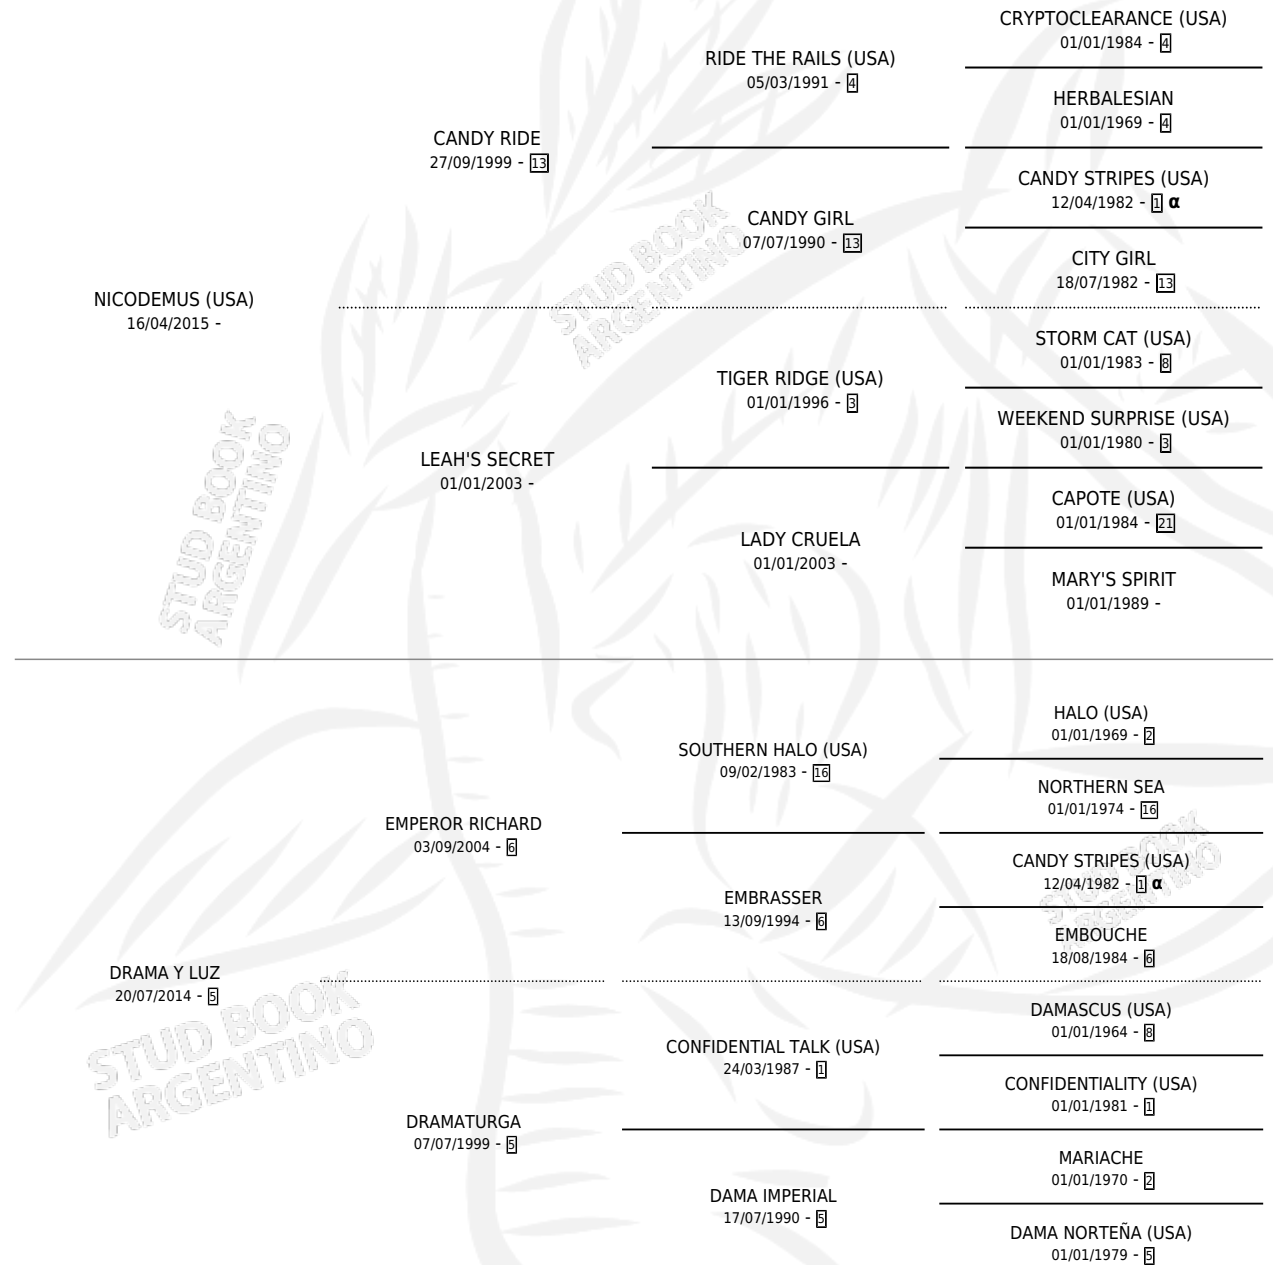 CRYPTOCLEARANCE (USA)
01/01/1984 - 4
RIDE THE RAILS (USA)
05/03/1991 - 4
HERBALESIAN
01/01/1969 - 4
CANDY RIDE
27/09/1999 - 13
CANDY STRIPES (USA)
12/04/1982 - 1 α
CANDY GIRL
07/07/1990 - 13
CITY GIRL
18/07/1982 - 13
NICODEMUS (USA)
16/04/2015 -
STORM CAT (USA)
01/01/1983 - 8
TIGER RIDGE (USA)
01/01/1996 - 3
WEEKEND SURPRISE (USA)
01/01/1980 - 3
LEAH'S SECRET
01/01/2003 -
CAPOTE (USA)
01/01/1984 - 21
LADY CRUELA
01/01/2003 -
MARY'S SPIRIT
01/01/1989 -
HALO (USA)
01/01/1969 - 2
SOUTHERN HALO (USA)
09/02/1983 - 16
NORTHERN SEA
01/01/1974 - 16
EMPEROR RICHARD
03/09/2004 - 6
CANDY STRIPES (USA)
12/04/1982 - 1 α
EMBRASSER
13/09/1994 - 6
EMBOUCHE
18/08/1984 - 6
DRAMA Y LUZ
20/07/2014 - 5
DAMASCUS (USA)
01/01/1964 - 8
CONFIDENTIAL TALK (USA)
24/03/1987 - 1
CONFIDENTIALITY (USA)
01/01/1981 - 1
DRAMATURGA
07/07/1999 - 5
MARIACHE
01/01/1970 - 2
DAMA IMPERIAL
17/07/1990 - 5
DAMA NORTEÑA (USA)
01/01/1979 - 5
STUD BOOK
ARGENTINO
STUD BOOK
ARGENTINO
STUD BOOK
ARGENTINO
STUD BOOK
ARGENTINO